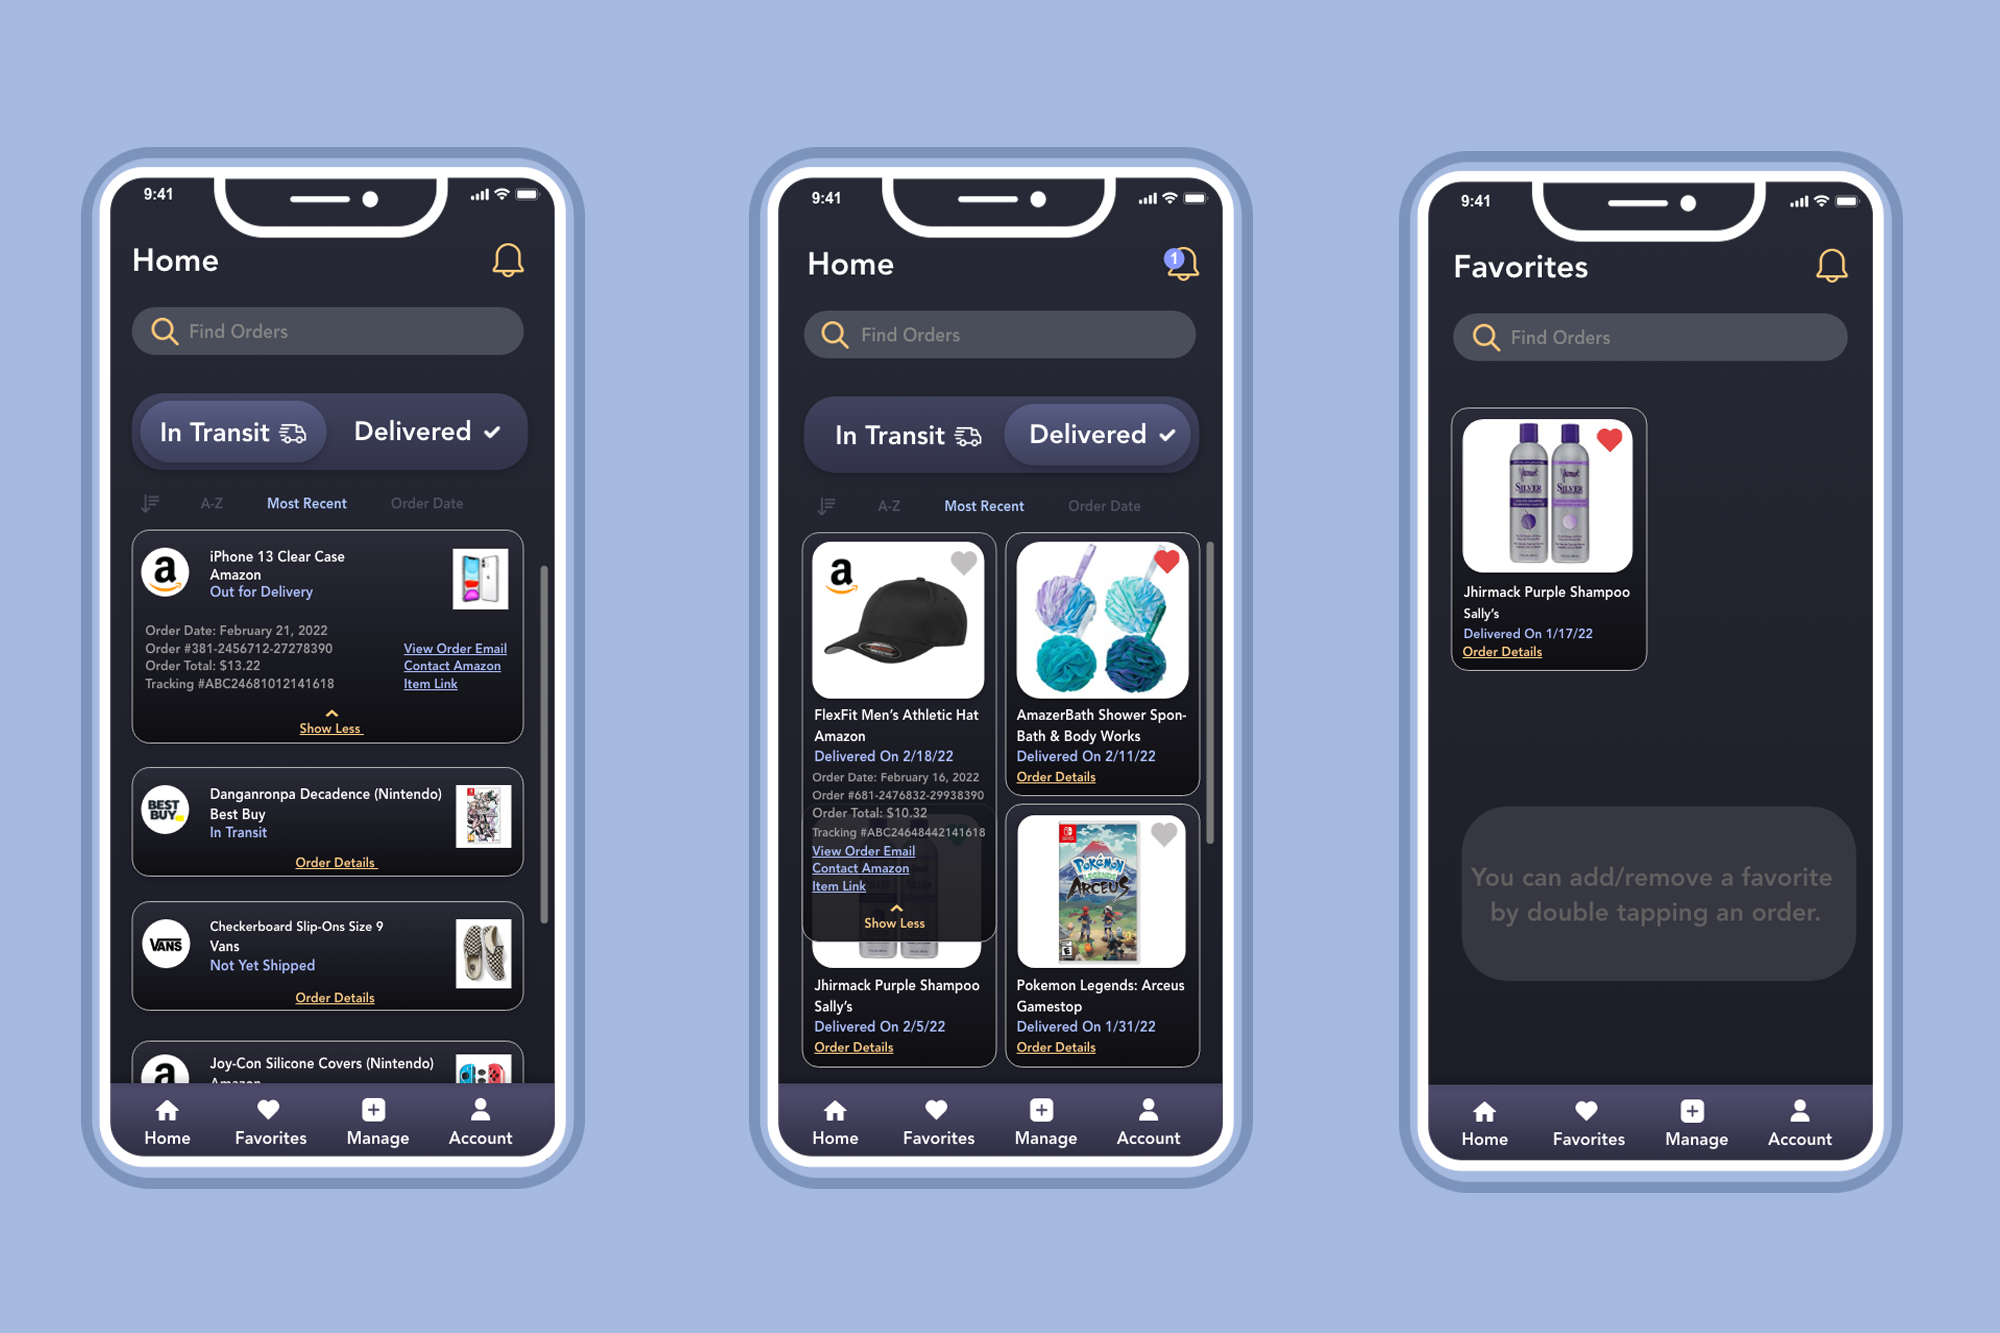 9:41
Home
Find Orders
In Transit
Delivered
A-Z
Most Recent
Order Date
a
iPhone 13 Clear Case
Amazon
Out for Delivery
Order Date: February 21, 2022
Order #381-2456712-27278390
Order Total: $13.22
Tracking #ABC24681012141618
View Order Email
Contact Amazon
Item Link
Show Less
BEST
BUY
Danganronpa Decadence (Nintendo)
Best Buy
In Transit
Order Details
VANS
Checkerboard Slip-Ons Size 9
Vans
Not Yet Shipped
Order Details
a
Joy-Con Silicone Covers (Nintendo)
Amazon
Home
Favorites
Manage
Account
9:41
Home
1
Find Orders
In Transit
Delivered
A-Z
Most Recent
Order Date
a
FlexFit Men's Athletic Hat
Amazon
Delivered On 2/18/22
Order Date: February 16, 2022
Order #681-2476832-29938390
Order Total: $10.32
Tracking #ABC24648442141618
View Order Email
Contact Amazon
Item Link
Show Less
AmazerBath Shower Spon-
Bath & Body Works
Delivered On 2/11/22
Order Details
Jhirmack Purple Shampoo
Sally's
Delivered On 2/5/22
Order Details
POKéMON
LEGENDS
ARCEUS
Pokemon Legends: Arceus
Gamestop
Delivered On 1/31/22
Order Details
Home
Favorites
Manage
Account
9:41
Favorites
Find Orders
SILVER
SILVER
Jhirmack Purple Shampoo
Sally's
Delivered On 1/17/22
Order Details
You can add/remove a favorite
by double tapping an order.
Home
Favorites
Manage
Account